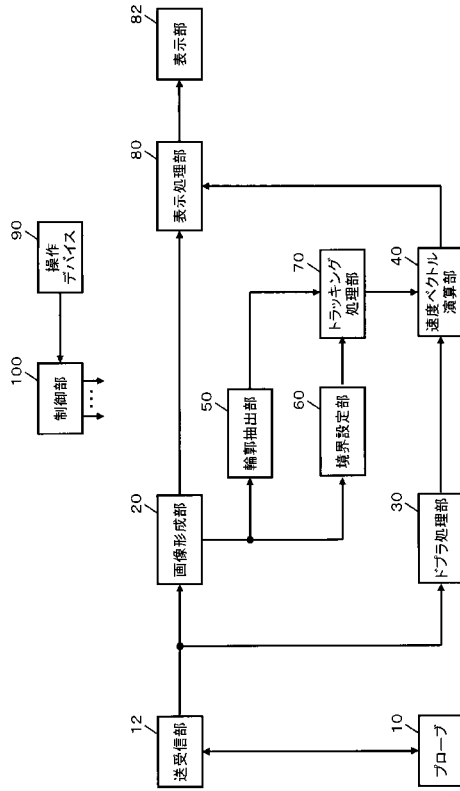 10
プローブ
12
送受信部
20
画像形成部
30
ドプラ処理部
50
輪郭抽出部
60
境界設定部
70
トラッキング
処理部
40
速度ベクトル
演算部
80
表示処理部
82
表示部
100
制御部
...
90
操作
デバイス